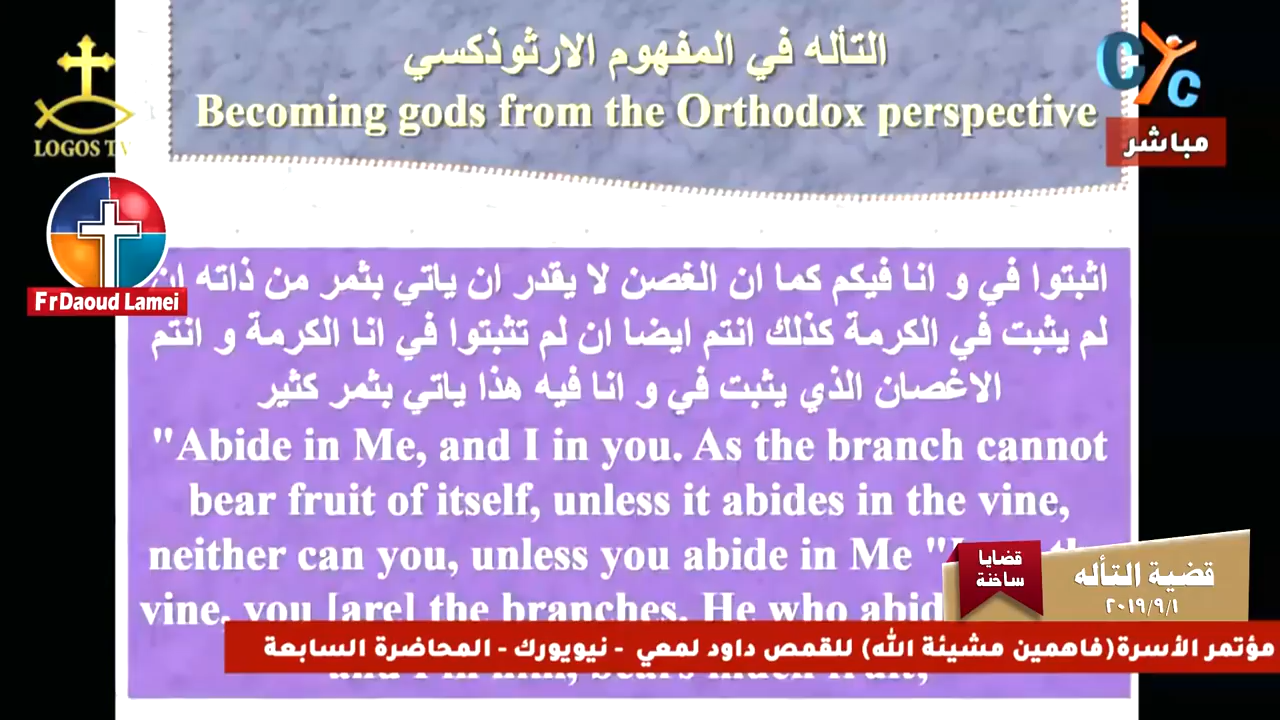 التأله في المفهوم الارثوذكسي
Becoming gods from the Orthodox perspective
LOGOS TV
CYC
مباشر
FrDaoud Lamei
اثبتوا في و انا فيكم كما ان الغصن لا يقدر ان ياتي بثمر من ذاته ان
لم يثبت في الكرمة كذلك انتم ايضا ان لم تثبتوا في انا الكرمة و انتم
الاغصان الذي يثبت في و انا فيه هذا ياتي بثمر كثير
"Abide in Me, and I in you. As the branch cannot
bear fruit of itself, unless it abides in the vine,
neither can you, unless you abide in Me
vine, you [are] the branches. He who
قضايا
ساخنة
قضية التأله
٢٠١٩/٩/١
مؤتمر الأسرة(فاهمين مشيئة الله) للقمص داود لمعي - نيويورك - المحاضرة السابعة